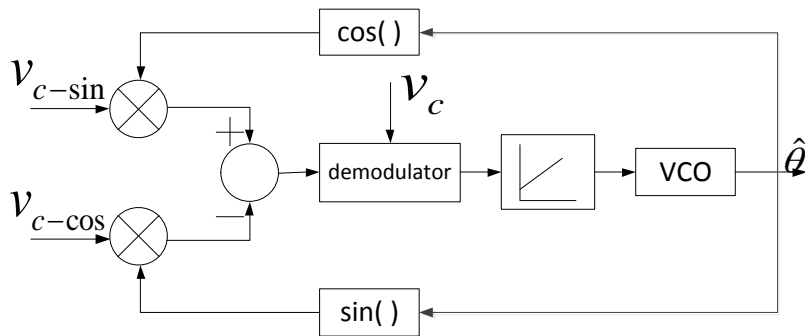 cos( )
v_{c-sin}
v_c
+
demodulator
VCO
θ̂
v_{c-cos}
−
sin( )